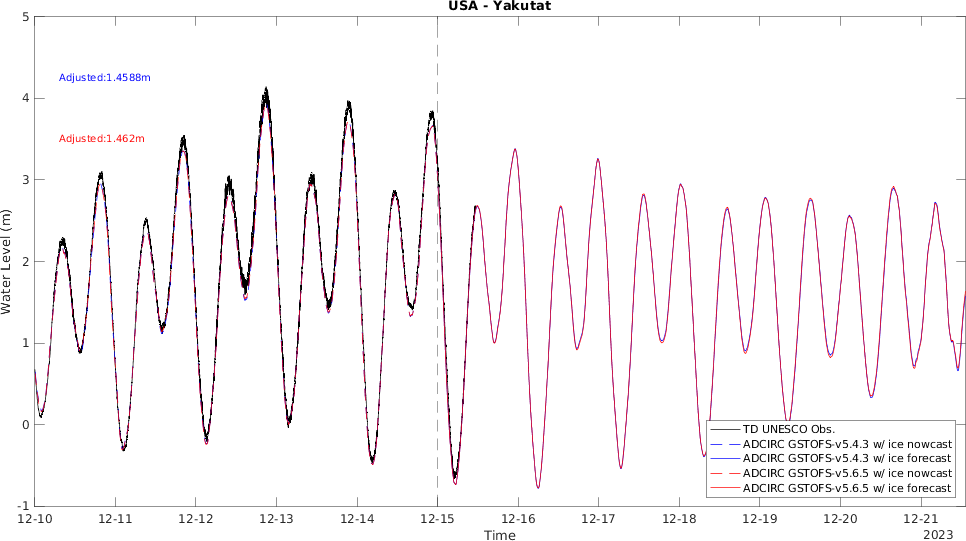 USA - Yakutat
5
4
3
2
1
0
-1
Water Level (m)
Adjusted:1.4588m
Adjusted:1.462m
TD UNESCO Obs.
ADCIRC GSTOFS-v5.4.3 w/ ice nowcast
ADCIRC GSTOFS-v5.4.3 w/ ice forecast
ADCIRC GSTOFS-v5.6.5 w/ ice nowcast
ADCIRC GSTOFS-v5.6.5 w/ ice forecast
12-10 12-11 12-12 12-13 12-14 12-15 12-16 12-17 12-18 12-19 12-20 12-21
Time
2023